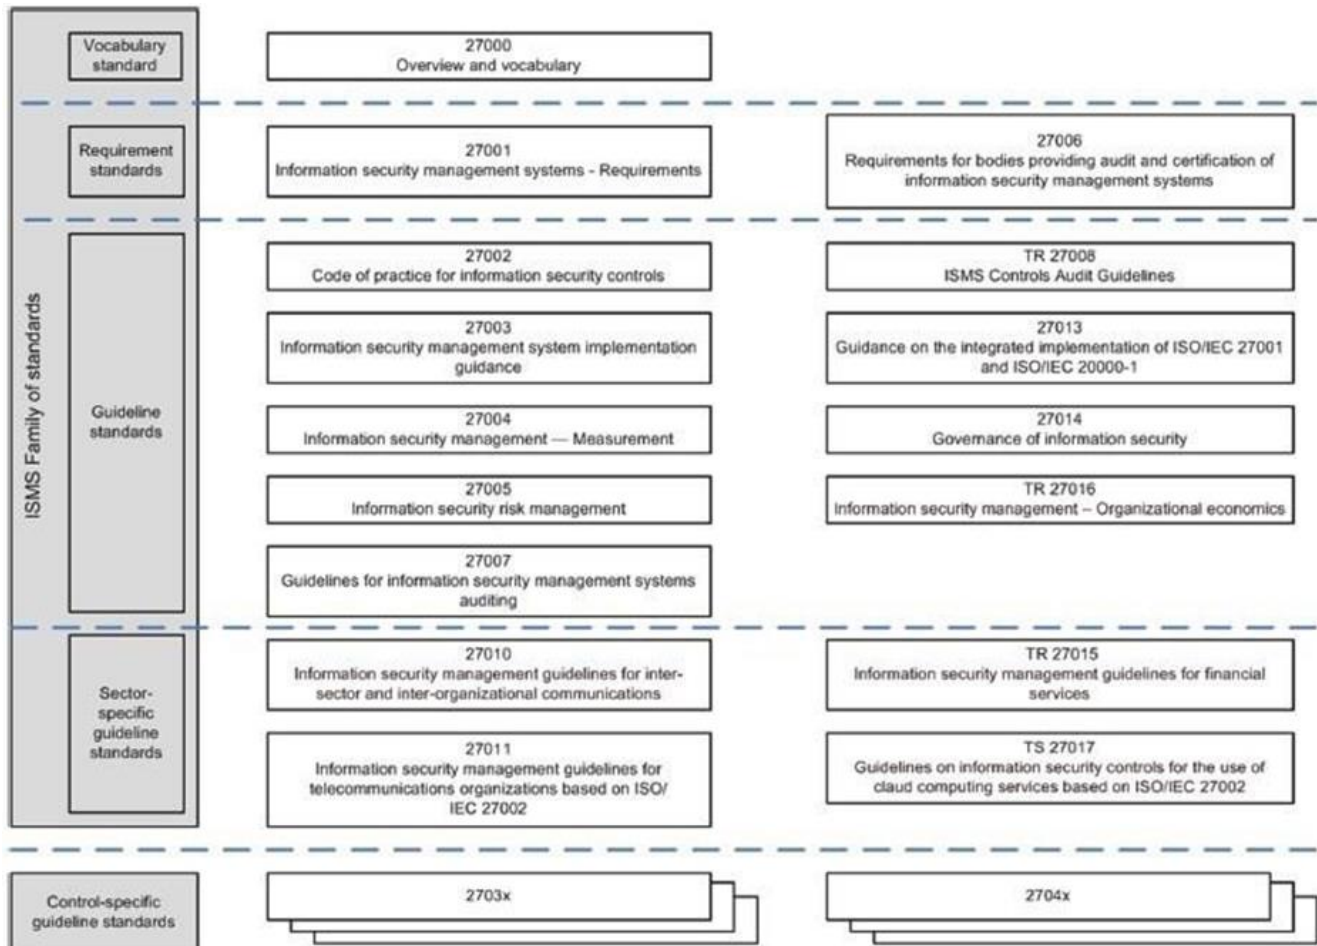 ISMS Family of standards
Vocabulary
standard
27000
Overview and vocabulary
Requirement
standards
27001
Information security management systems - Requirements
27006
Requirements for bodies providing audit and certification of
information security management systems
Guideline
standards
27002
Code of practice for information security controls
TR 27008
ISMS Controls Audit Guidelines
27003
Information security management system implementation
guidance
27013
Guidance on the integrated implementation of ISO/IEC 27001
and ISO/IEC 20000-1
27004
Information security management — Measurement
27014
Governance of information security
27005
Information security risk management
TR 27016
Information security management – Organizational economics
27007
Guidelines for information security management systems
auditing
Sector-
specific
guideline
standards
27010
Information security management guidelines for inter-
sector and inter-organizational communications
TR 27015
Information security management guidelines for financial
services
27011
Information security management guidelines for
telecommunications organizations based on ISO/
IEC 27002
TS 27017
Guidelines on information security controls for the use of
claud computing services based on ISO/IEC 27002
Control-specific
guideline standards
2703x
2704x